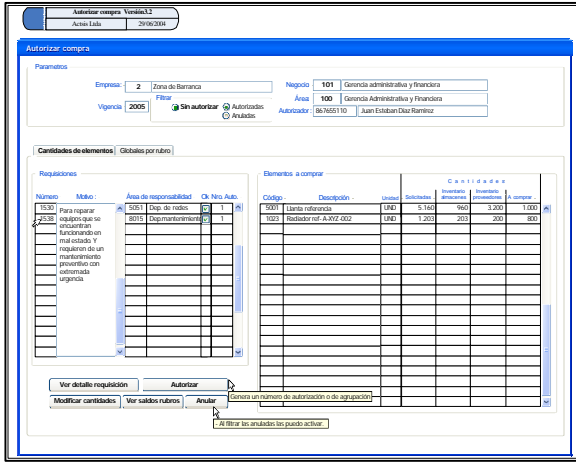 Autorizar compra Versión3.2
Actsis Ltda 29/06/2004
Autorizar compra
Parametros
Empresa: 2 Zona de Barranca
Negocio 101 Gerencia administrativa y financiera
Filtrar
Vigencia 2005
Sin autorizar Autorizadas
Anuladas
Área 100 Gerencia Administrativa y Financiera
Autorizador: 867655110 Juan Esteban Díaz Ramírez
Cantidades de elementos Globales por rubro
Requisiciones
Número Motivo: Área de responsabilidad Ok Nro. Auto.
1530 5051 Dep. de redes 1
1538 8015 Dep.mantenimiento 1
Para reparar
equipos que se
encuentran
funcionando en
mal estado Y
requieren de un
mantenimiento
preventivo con
extremada
urgencia.
Elementos a comprar
Cantidades
Código - Descripción - Unidad - Solicitadas - Inventario almacenes Inventario proveedores A comprar -
5001 Llanta referencia UND 5.160 960 3.200 1.000
1023 Radiador ref- A-XYZ-002 UND 1.203 203 200 800
Ver detalle requisición Autorizar
Genera un número de autorización o de agrupación.
Modificar cantidades Ver saldos rubros Anular
- Al filtrar las anuladas las puedo activar.